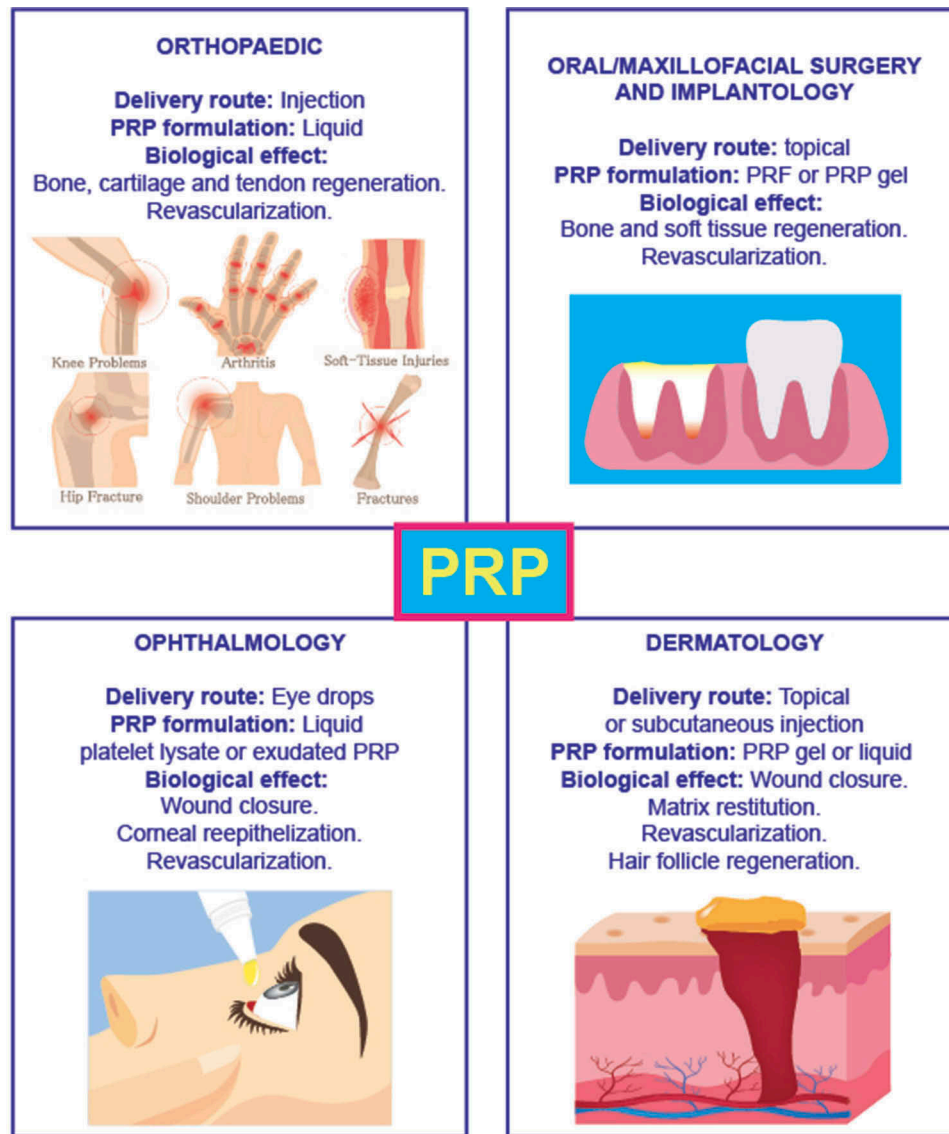 ORTHOPAEDIC
Delivery route: Injection
PRP formulation: Liquid
Biological effect:
Bone, cartilage and tendon regeneration.
Revascularization.
Knee Problems
Arthritis
Soft-Tissue Injuries
Hip Fracture
Shoulder Problems
Fractures
ORAL/MAXILLOFACIAL SURGERY
AND IMPLANTOLOGY
Delivery route: topical
PRP formulation: PRF or PRP gel
Biological effect:
Bone and soft tissue regeneration.
Revascularization.
PRP
OPHTHALMOLOGY
Delivery route: Eye drops
PRP formulation: Liquid
platelet lysate or exudated PRP
Biological effect:
Wound closure.
Corneal reepithelization.
Revascularization.
DERMATOLOGY
Delivery route: Topical
or subcutaneous injection
PRP formulation: PRP gel or liquid
Biological effect: Wound closure.
Matrix restitution.
Revascularization.
Hair follicle regeneration.